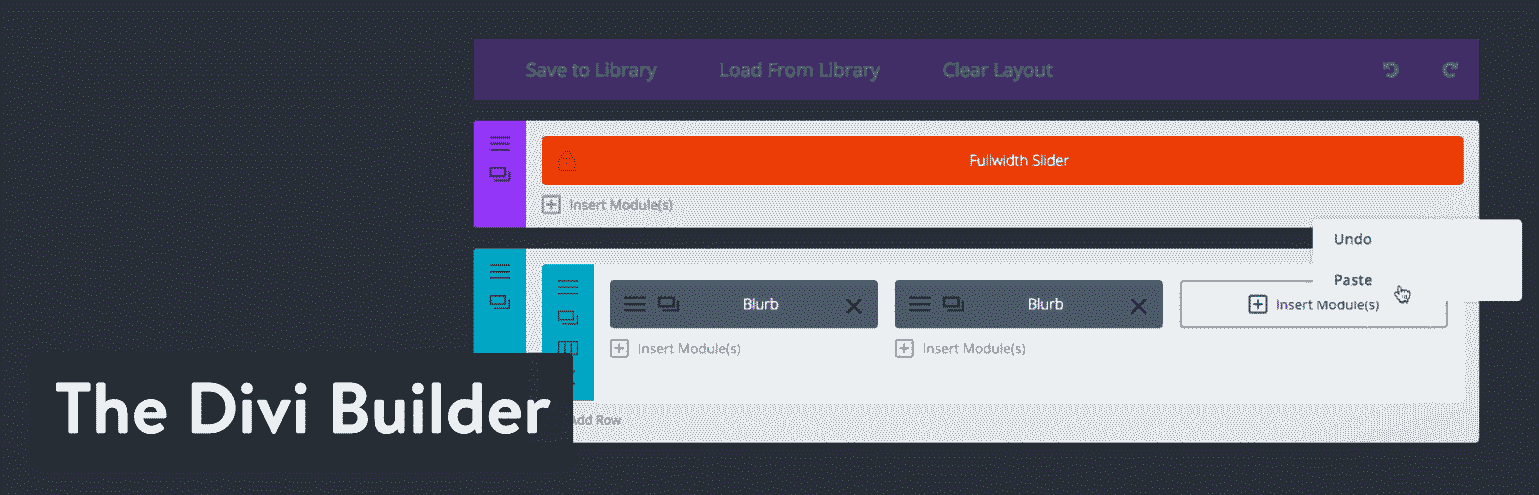 Save to Library Load From Library Clear Layout
Fullwidth Slider
Insert Module(s)
Undo
Paste
Blurb Blurb Insert Module(s)
Insert Module(s) Insert Module(s)
The Divi Builder
Add Row